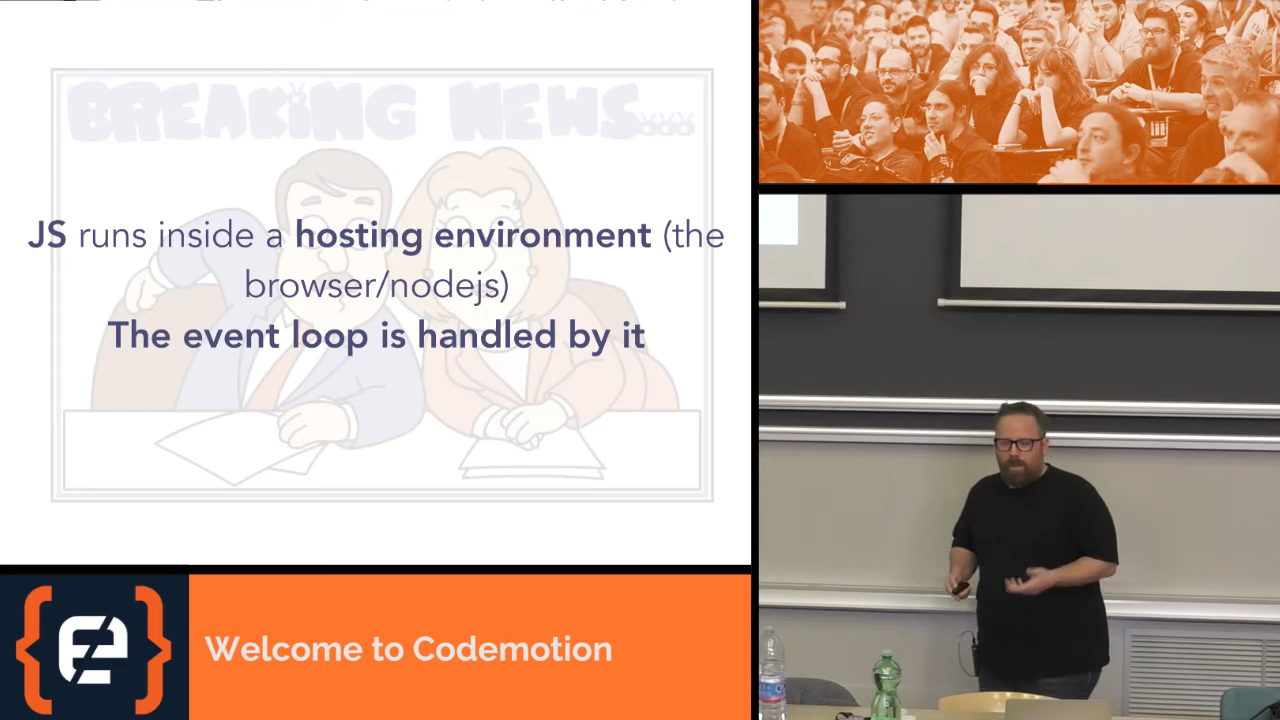 BREAKING NEWS...
JS runs inside a hosting environment (the
browser/nodejs)
The event loop is handled by it
Welcome to Codemotion